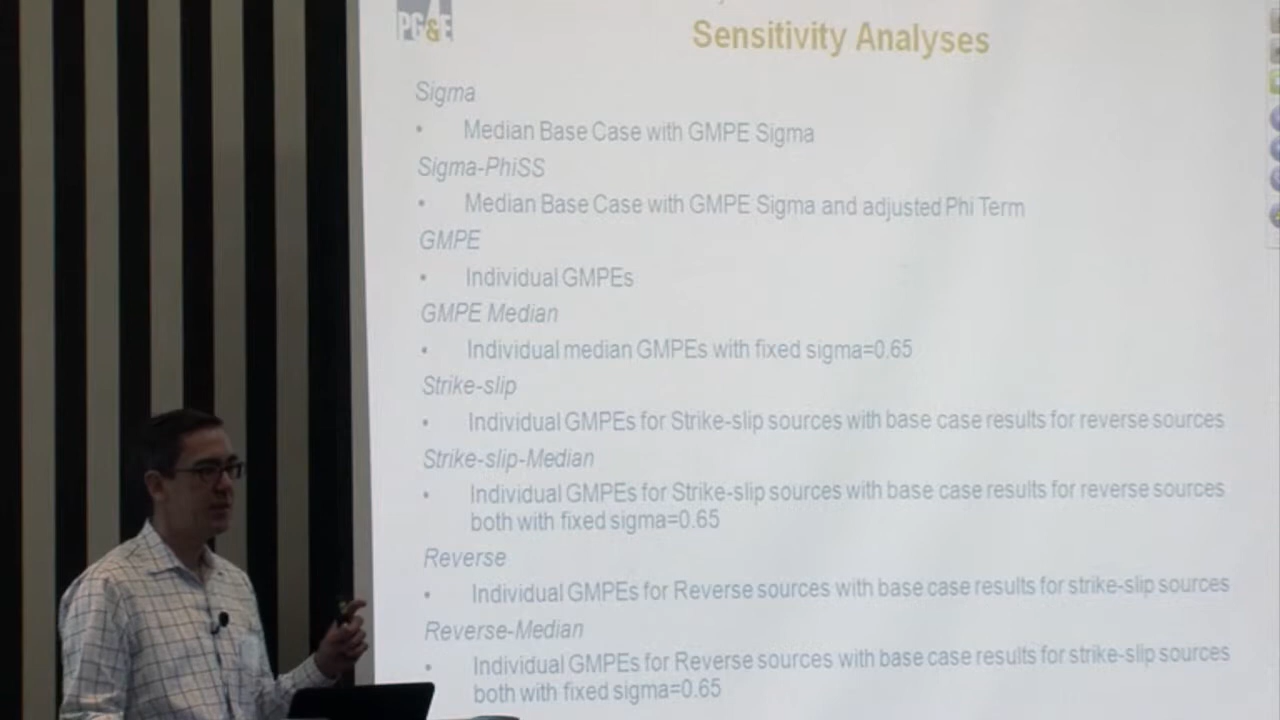 PG&E
Sensitivity Analyses
Sigma
• Median Base Case with GMPE Sigma
Sigma-PhiSS
• Median Base Case with GMPE Sigma and adjusted Phi Term
GMPE
• Individual GMPEs
GMPE Median
• Individual median GMPEs with fixed sigma=0.65
Strike-slip
• Individual GMPEs for Strike-slip sources with base case results for reverse sources
Strike-slip-Median
• Individual GMPEs for Strike-slip sources with base case results for reverse sources
both with fixed sigma=0.65
Reverse
• Individual GMPEs for Reverse sources with base case results for strike-slip sources
Reverse-Median
• Individual GMPEs for Reverse sources with base case results for strike-slip sources
both with fixed sigma=0.65